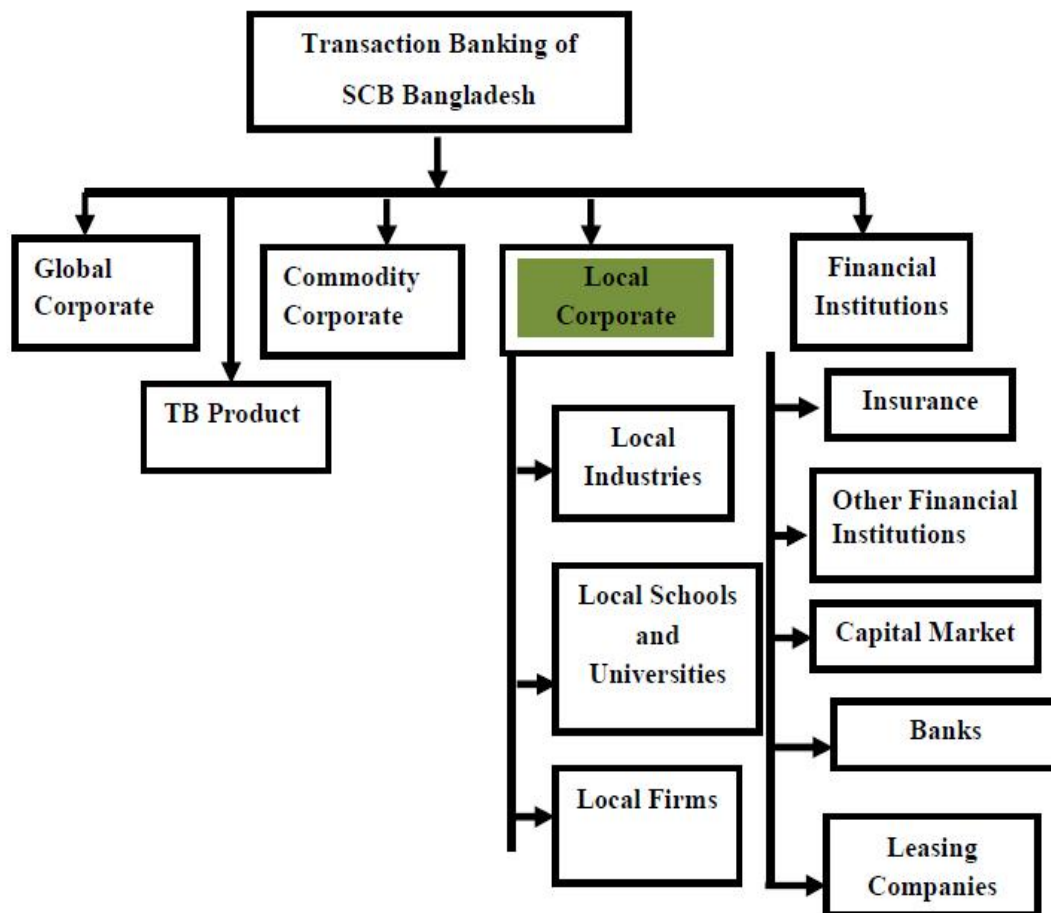 Transaction Banking of
SCB Bangladesh
Global
Corporate
TB Product
Commodity
Corporate
Local
Corporate
Financial
Institutions
Local
Industries
Local Schools
and
Universities
Local Firms
Insurance
Other Financial
Institutions
Capital Market
Banks
Leasing
Companies